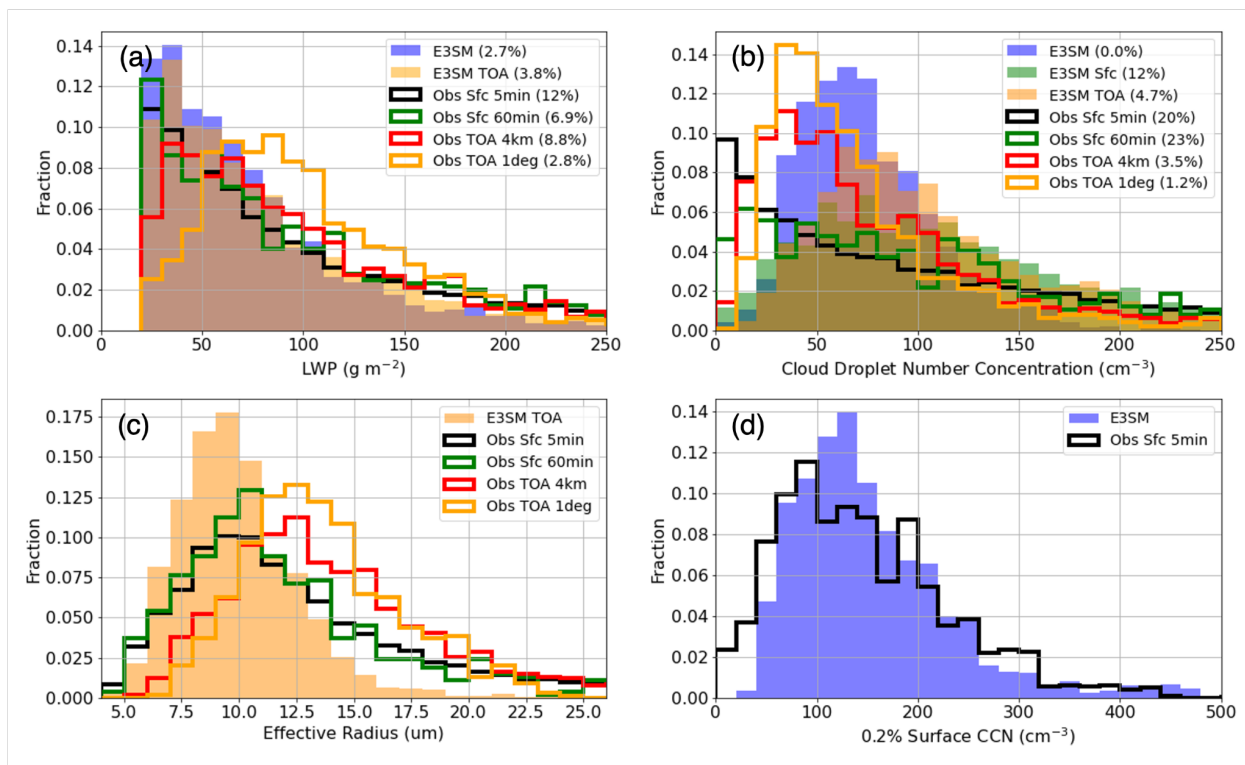 (a)
E3SM (2.7%)
E3SM TOA (3.8%)
Obs Sfc 5min (12%)
Obs Sfc 60min (6.9%)
Obs TOA 4km (8.8%)
Obs TOA 1deg (2.8%)
Fraction
0.14
0.12
0.10
0.08
0.06
0.04
0.02
0.00
0
50
100
150
200
250
LWP (g m⁻²)
(b)
E3SM (0.0%)
E3SM Sfc (12%)
E3SM TOA (4.7%)
Obs Sfc 5min (20%)
Obs Sfc 60min (23%)
Obs TOA 4km (3.5%)
Obs TOA 1deg (1.2%)
Fraction
0.14
0.12
0.10
0.08
0.06
0.04
0.02
0.00
0
50
100
150
200
250
Cloud Droplet Number Concentration (cm⁻³)
(c)
E3SM TOA
Obs Sfc 5min
Obs Sfc 60min
Obs TOA 4km
Obs TOA 1deg
Fraction
0.175
0.150
0.125
0.100
0.075
0.050
0.025
0.000
5.0
7.5
10.0
12.5
15.0
17.5
20.0
22.5
25.0
Effective Radius (um)
(d)
E3SM
Obs Sfc 5min
Fraction
0.14
0.12
0.10
0.08
0.06
0.04
0.02
0.00
0
100
200
300
400
500
0.2% Surface CCN (cm⁻³)